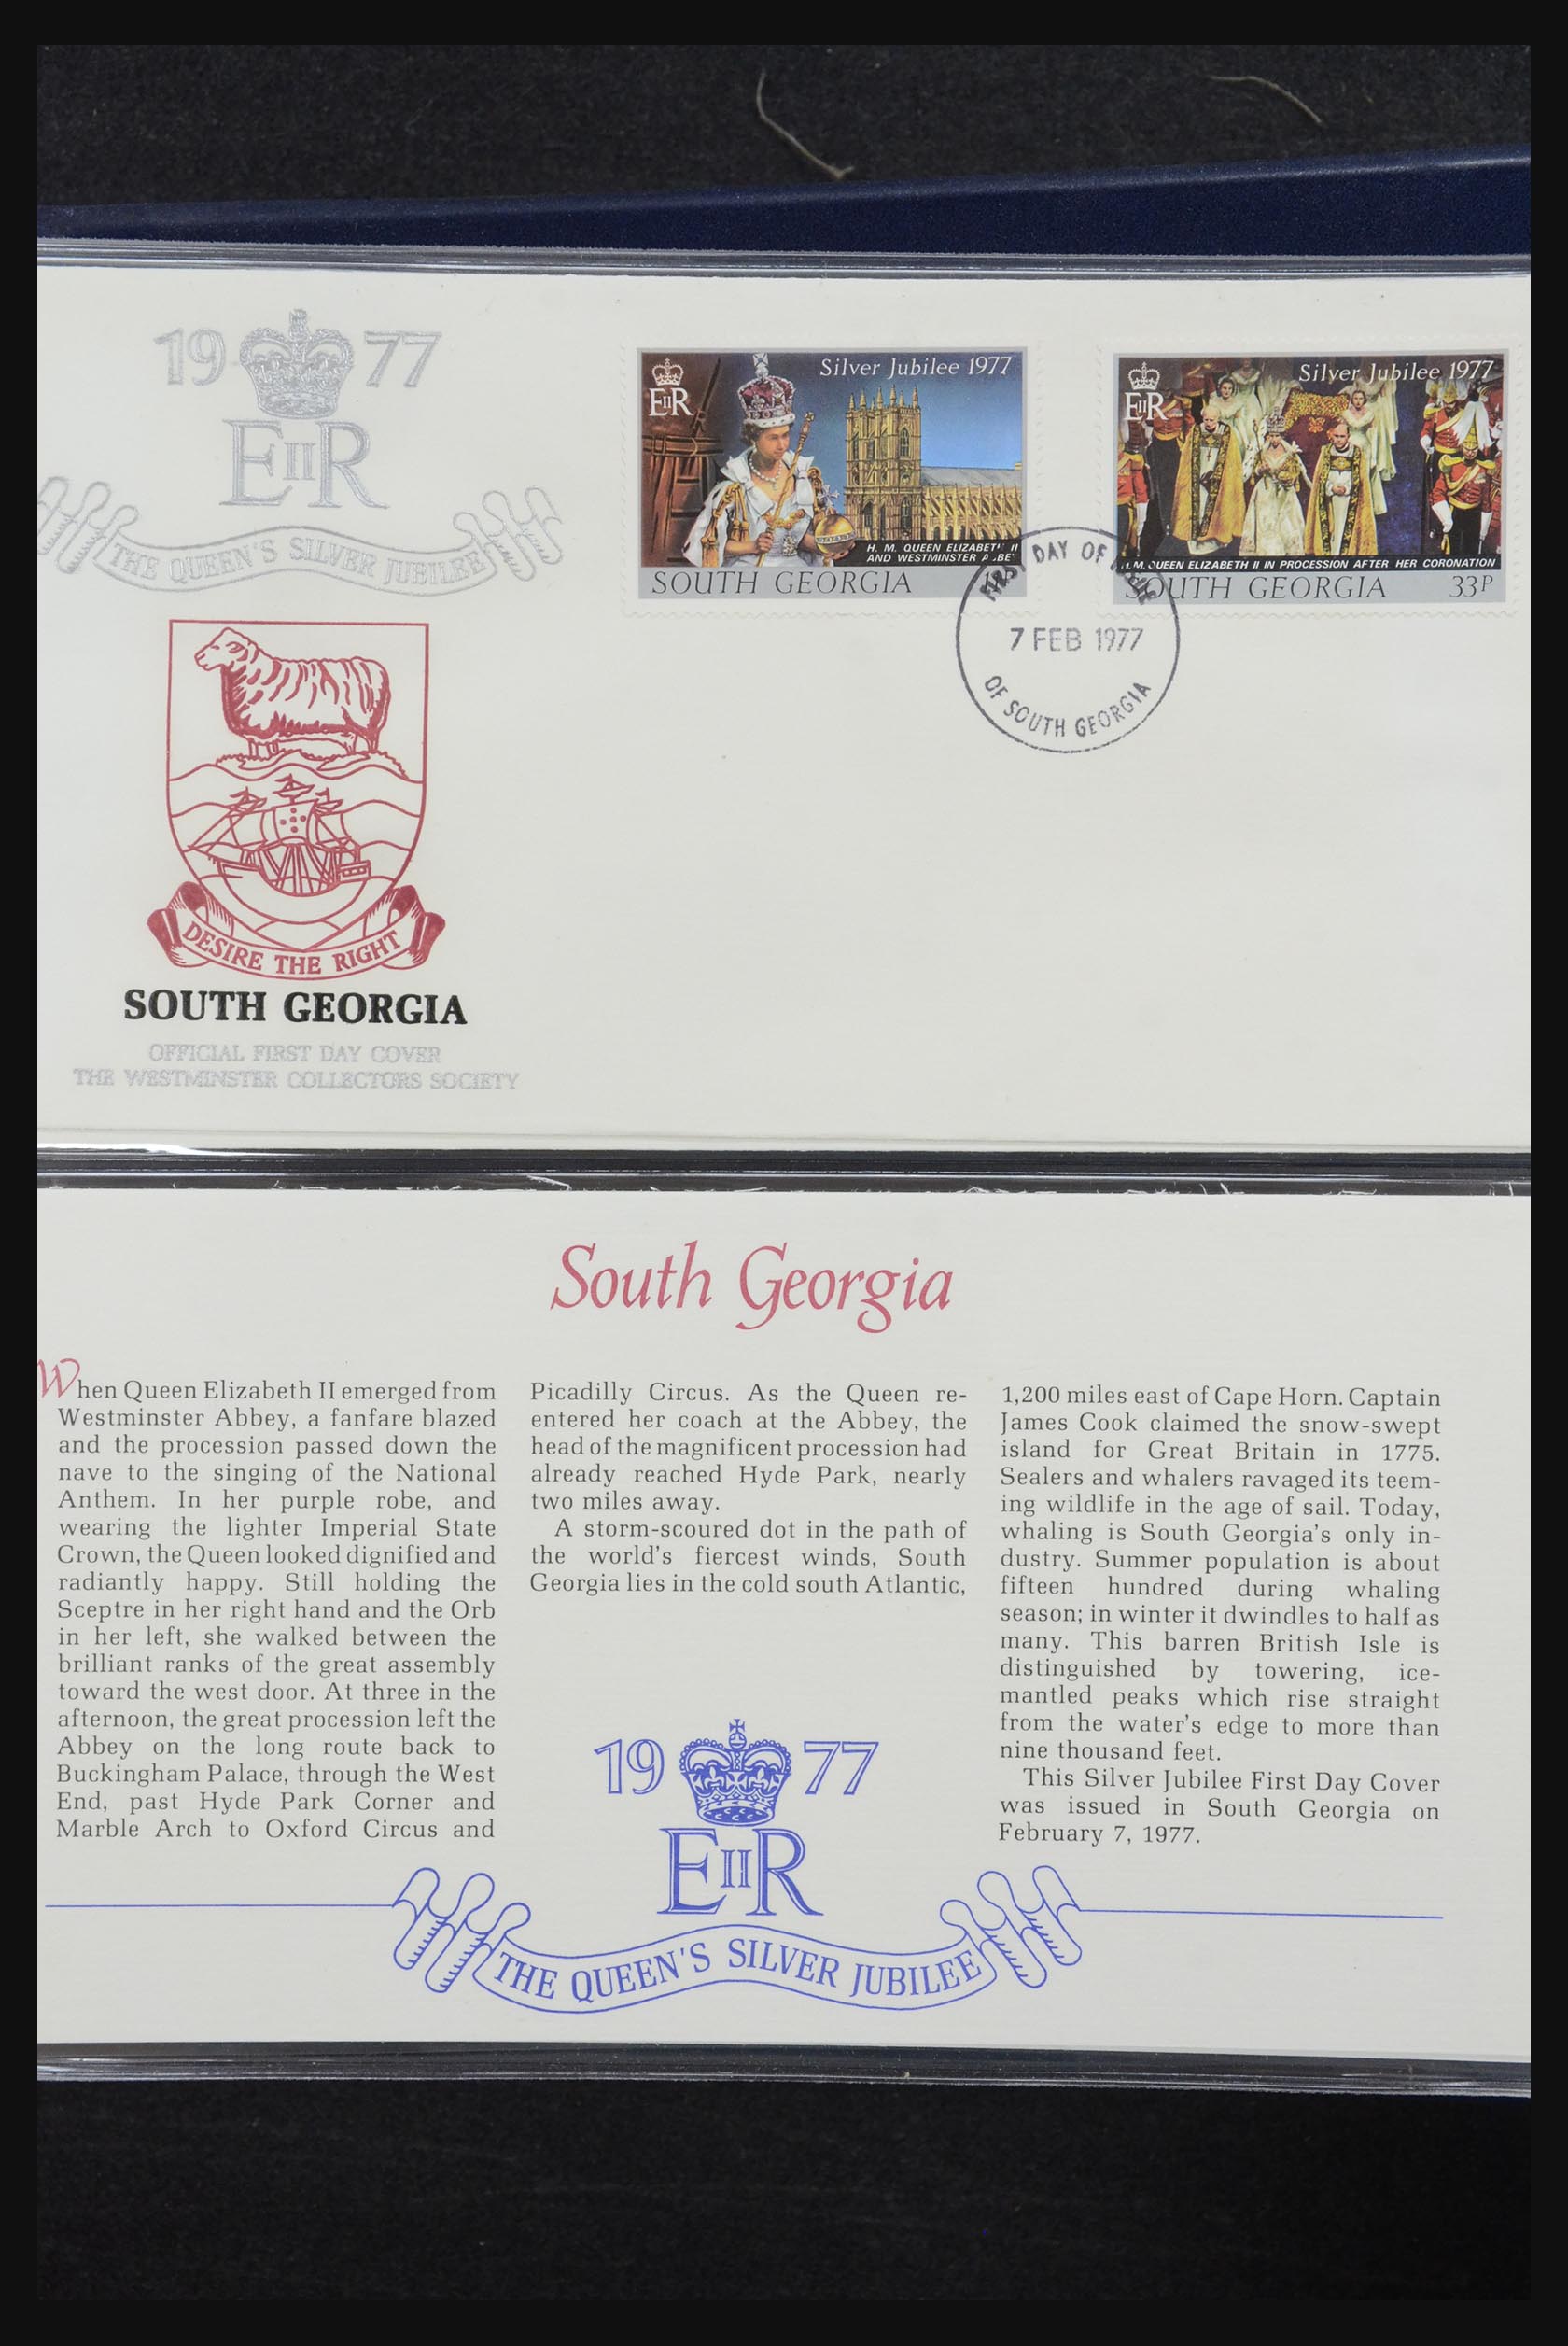 19 77
EIIR
THE QUEEN'S SILVER JUBILEE
DESIRE THE RIGHT
SOUTH GEORGIA
OFFICIAL FIRST DAY COVER
THE WESTMINSTER COLLECTORS SOCIETY
Silver Jubilee 1977
EIIR
H. M. QUEEN ELIZABETH II
AND WESTMINSTER
SOUTH GEORGIA
Silver Jubilee 1977
EIIR
H.M. QUEEN ELIZABETH II IN PROCESSION AFTER HER CORONATION
SOUTH GEORGIA 33P
FIRST DAY OF ISSUE
7 FEB 1977
OF SOUTH GEORGIA
South Georgia
When Queen Elizabeth II emerged from
Westminster Abbey, a fanfare blazed
and the procession passed down the
nave to the singing of the National
Anthem. In her purple robe, and
wearing the lighter Imperial State
Crown, the Queen looked dignified and
radiantly happy. Still holding the
Sceptre in her right hand and the Orb
in her left, she walked between the
brilliant ranks of the great assembly
toward the west door. At three in the
afternoon, the great procession left the
Abbey on the long route back to
Buckingham Palace, through the West
End, past Hyde Park Corner and
Marble Arch to Oxford Circus and
Picadilly Circus. As the Queen re-
entered her coach at the Abbey, the
head of the magnificent procession had
already reached Hyde Park, nearly
two miles away.
A storm-scoured dot in the path of
the world's fiercest winds, South
Georgia lies in the cold south Atlantic,
1,200 miles east of Cape Horn. Captain
James Cook claimed the snow-swept
island for Great Britain in 1775.
Sealers and whalers ravaged its teem-
ing wildlife in the age of sail. Today,
whaling is South Georgia's only in-
dustry. Summer population is about
fifteen hundred during whaling
season; in winter it dwindles to half as
many. This barren British Isle is
distinguished by towering, ice-
mantled peaks which rise straight
from the water's edge to more than
nine thousand feet.
This Silver Jubilee First Day Cover
was issued in South Georgia on
February 7, 1977.
19 77
EIIR
THE QUEEN'S SILVER JUBILEE